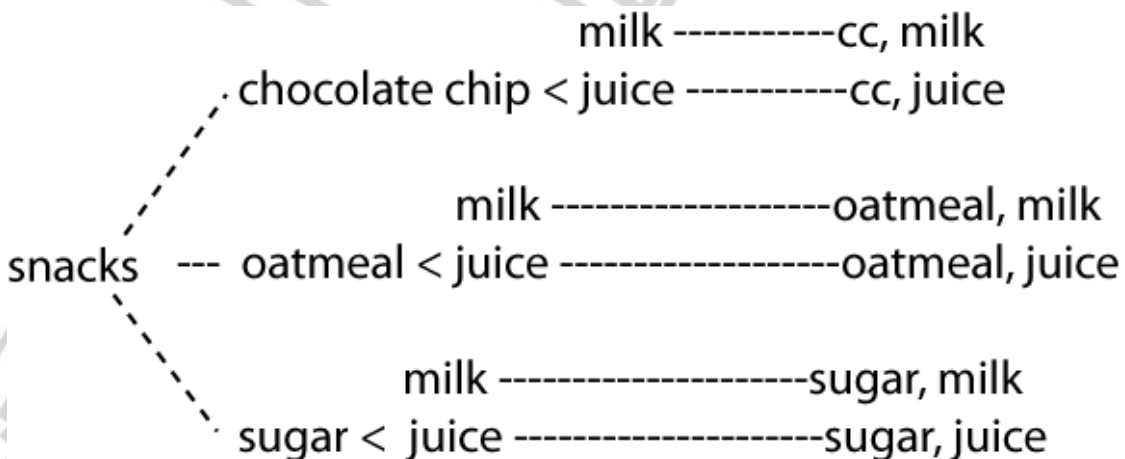 milk -----------cc, milk
chocolate chip < juice -----------cc, juice
milk -------------------oatmeal, milk
snacks --- oatmeal < juice -------------------oatmeal, juice
milk ---------------------sugar, milk
sugar < juice ---------------------sugar, juice